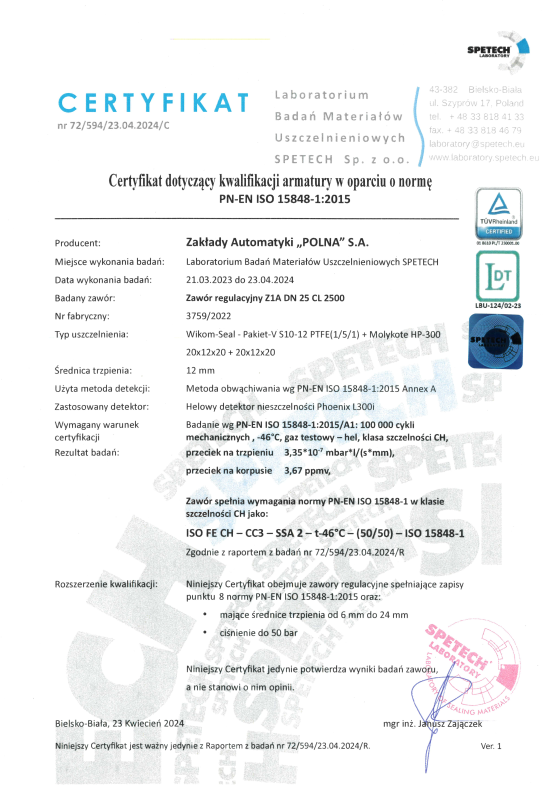 SPETECH
LABORATORY
CERTYFIKAT
nr 72/594/23.04.2024/C
Laboratorium
Badań Materiałów
Uszczelnieniowych
SPETECH Sp. z o.o.
43-382 Bielsko-Biała
ul. Szyprów 17, Poland
tel. + 48 33 818 41 33
fax. + 48 33 818 46 79
laboratory@spetech.eu
www.laboratory.spetech.eu
Certyfikat dotyczący kwalifikacji armatury w oparciu o normę
PN-EN ISO 15848-1:2015
TÜVRheinland
CERTIFIED
LDT
LBU-124/02-23
SPETECH
Producent: Zakłady Automatyki „POLNA” S.A.
Miejsce wykonania badań: Laboratorium Badań Materiałów Uszczelnieniowych SPETECH
Data wykonania badań: 21.03.2023 do 23.04.2024
Badany zawór: Zawór regulacyjny Z1A DN 25 CL 2500
Nr fabryczny: 3759/2022
Typ uszczelnienia: Wikom-Seal - Pakiet-V S10-12 PTFE(1/5/1) + Molykote HP-300
20x12x20 + 20x12x20
Średnica trzpienia: 12 mm
Użyta metoda detekcji: Metoda obwąchiwania wg PN-EN ISO 15848-1:2015 Annex A
Zastosowany detektor: Helowy detektor nieszczelności Phoenix L300i
Wymagany warunek Badanie wg PN-EN ISO 15848-1:2015/A1: 100 000 cykli
certyfikacji mechanicznych , -46°C, gaz testowy – hel, klasa szczelności CH,
Rezultat badań: przeciek na trzpieniu 3,35*10⁻⁷ mbar*l/(s*mm),
przeciek na korpusie 3,67 ppmv,
Zawór spełnia wymagania normy PN-EN ISO 15848-1 w klasie
szczelności CH jako:
ISO FE CH – CC3 – SSA 2 – t-46°C – (50/50) – ISO 15848-1
Zgodnie z raportem z badań nr 72/594/23.04.2024/R
Rozszerzenie kwalifikacji: Niniejszy Certyfikat obejmuje zawory regulacyjne spełniające zapisy
punktu 8 normy PN-EN ISO 15848-1:2015 oraz:
• mające średnice trzpienia od 6 mm do 24 mm
• ciśnienie do 50 bar
SPETECH
LABORATORY
LABORATORY OF SEALING MATERIALS
Niniejszy Certyfikat jedynie potwierdza wyniki badań zaworu,
a nie stanowi o nim opinii.
Bielsko-Biała, 23 Kwiecień 2024
mgr inż. Janusz Zajączek
Niniejszy Certyfikat jest ważny jedynie z Raportem z badań nr 72/594/23.04.2024/R.
Ver. 1